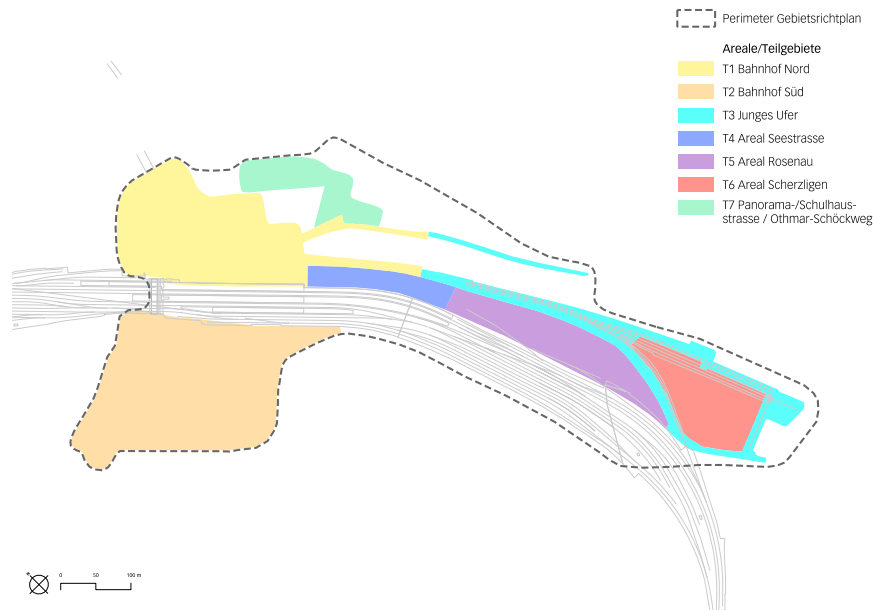 Perimeter Gebietsrichtplan
Areale/Teilgebiete
T1 Bahnhof Nord
T2 Bahnhof Süd
T3 Junges Ufer
T4 Areal Seestrasse
T5 Areal Rosenau
T6 Areal Scherzligen
T7 Panorama-/Schulhaus-
strasse / Othmar-Schöckweg
0 50 100 m